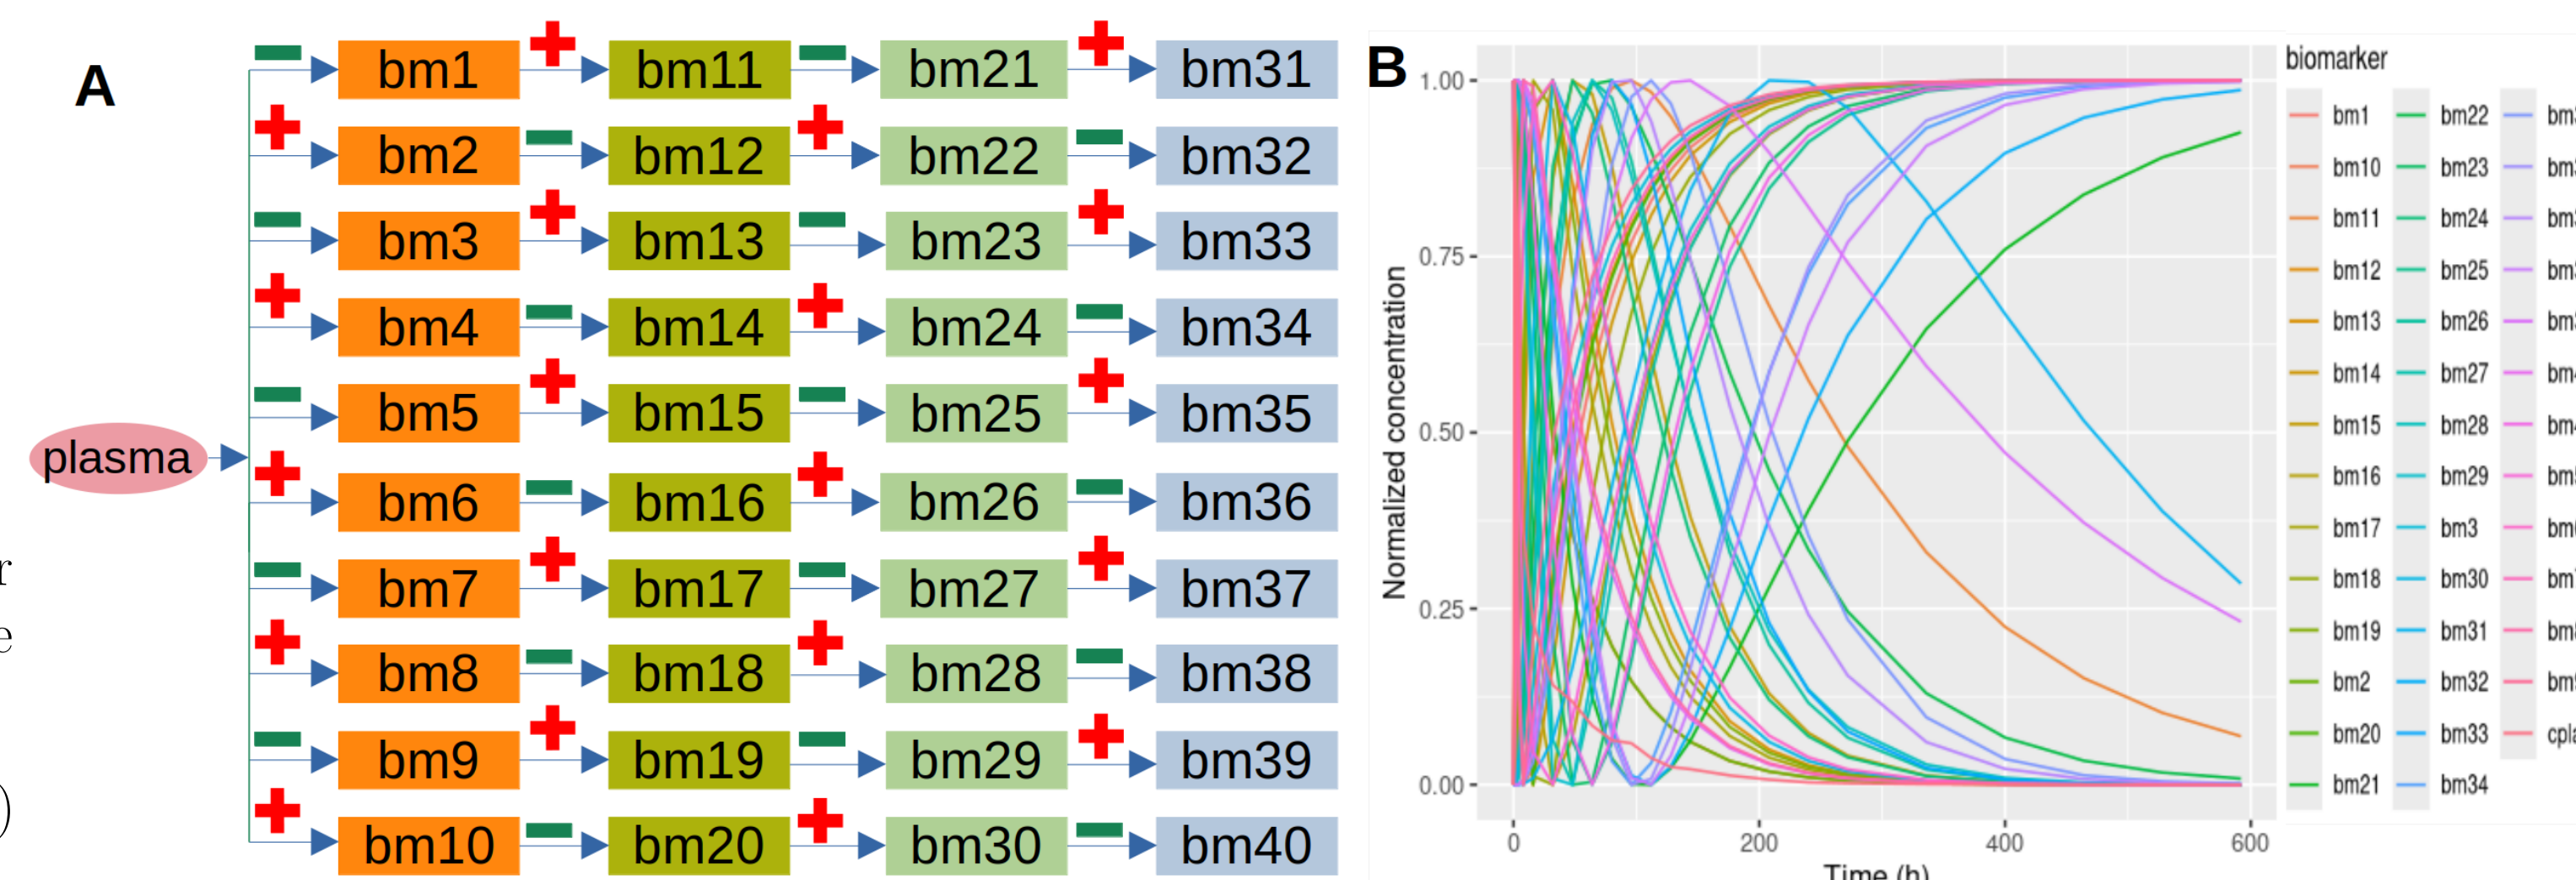 A
bm1 bm11 bm21 bm31
bm2 bm12 bm22 bm32
bm3 bm13 bm23 bm33
bm4 bm14 bm24 bm34
bm5 bm15 bm25 bm35
plasma
bm6 bm16 bm26 bm36
bm7 bm17 bm27 bm37
bm8 bm18 bm28 bm38
bm9 bm19 bm29 bm39
bm10 bm20 bm30 bm40
r
e
)
B
Normalized concentration
1.00
0.75
0.50
0.25
0.00
0 200 400 600
Time (h)
biomarker
bm1 bm22
bm10 bm23
bm11 bm24
bm12 bm25
bm13 bm26
bm14 bm27
bm15 bm28
bm16 bm29
bm17 bm3
bm18 bm30
bm19 bm31
bm2 bm32
bm20 bm33
bm21 bm34